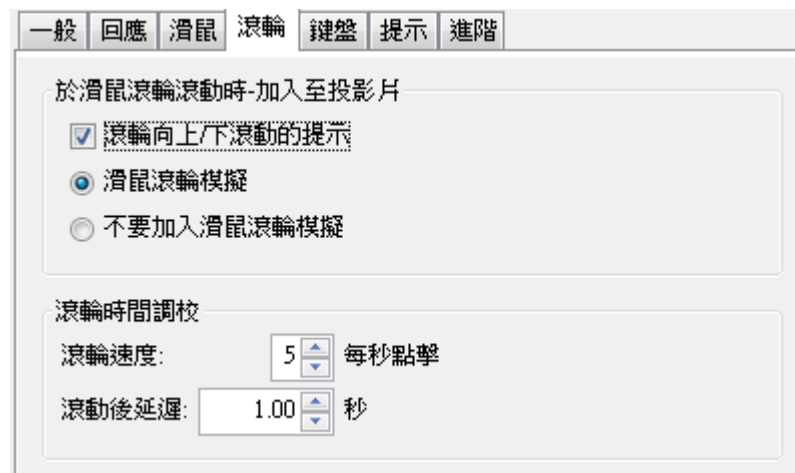 一般 回應 滑鼠 滾輪 鍵盤 提示 進階
於滑鼠滾輪滾動時-加入至投影片
滾輪向上/下滾動的提示
滑鼠滾輪模擬
不要加入滑鼠滾輪模擬
滾輪時間調校
滾輪速度: 5 每秒點擊
滾動後延遲: 1.00 秒